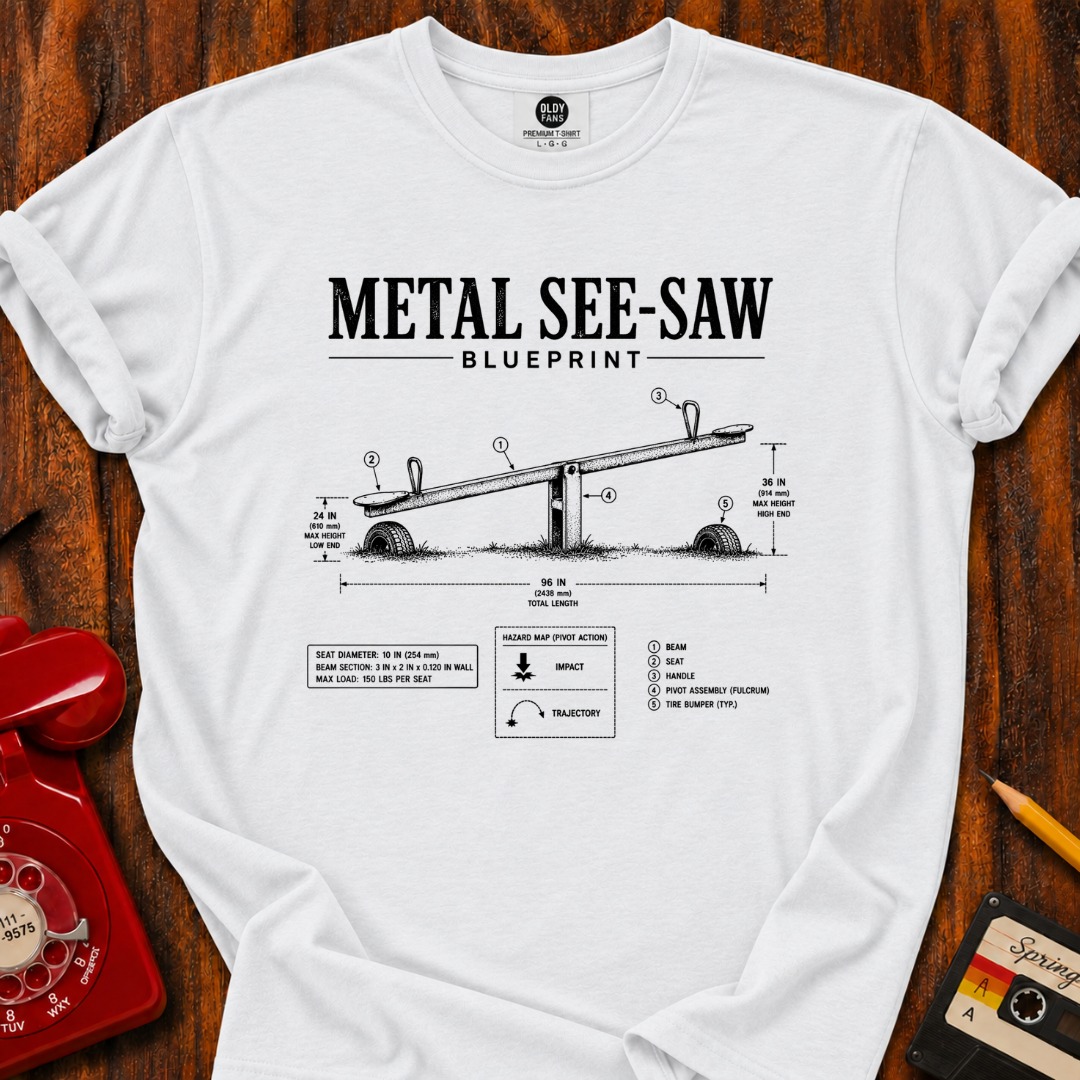 OLDY
FANS
PREMIUM T-SHIRT
L • G • G
METAL SEE-SAW
BLUEPRINT
3
1
2
4
5
24 IN
(610 mm)
MAX HEIGHT
LOW END
36 IN
(914 mm)
MAX HEIGHT
HIGH END
96 IN
(2438 mm)
TOTAL LENGTH
SEAT DIAMETER: 10 IN (254 mm)
BEAM SECTION: 3 IN x 2 IN x 0.120 IN WALL
MAX LOAD: 150 LBS PER SEAT
HAZARD MAP (PIVOT ACTION)
IMPACT
TRAJECTORY
1 BEAM
2 SEAT
3 HANDLE
4 PIVOT ASSEMBLY (FULCRUM)
5 TIRE BUMPER (TYP.)
0
111 -
-9575
8
TUV
8
WXY
Spring
A
A